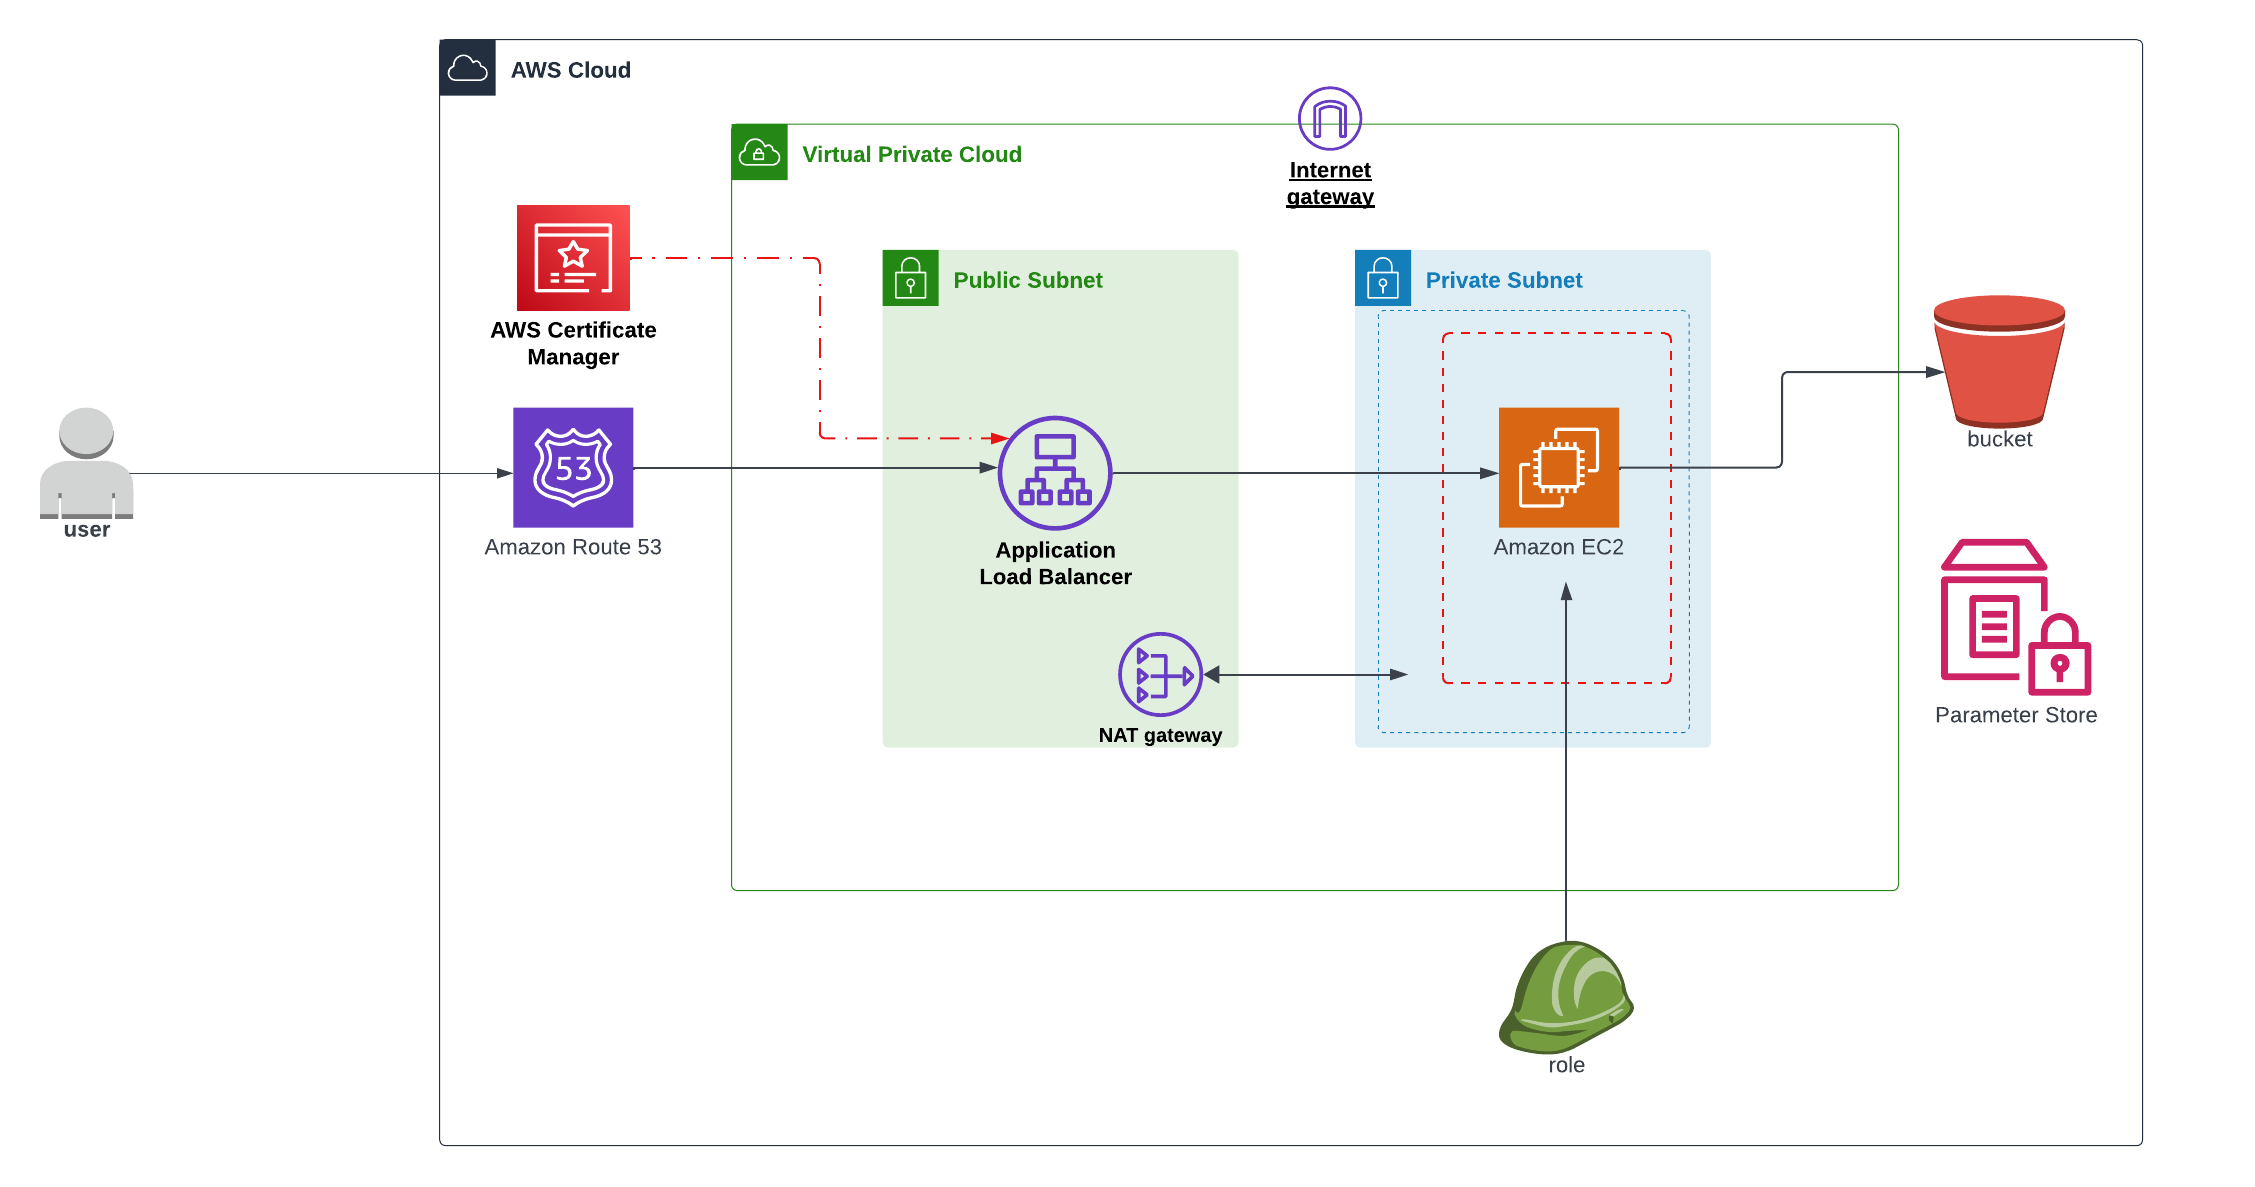 AWS Cloud
Virtual Private Cloud
Internet
gateway
Public Subnet
Private Subnet
AWS Certificate
Manager
bucket
53
user
Amazon Route 53
Application
Load Balancer
Amazon EC2
NAT gateway
Parameter Store
role